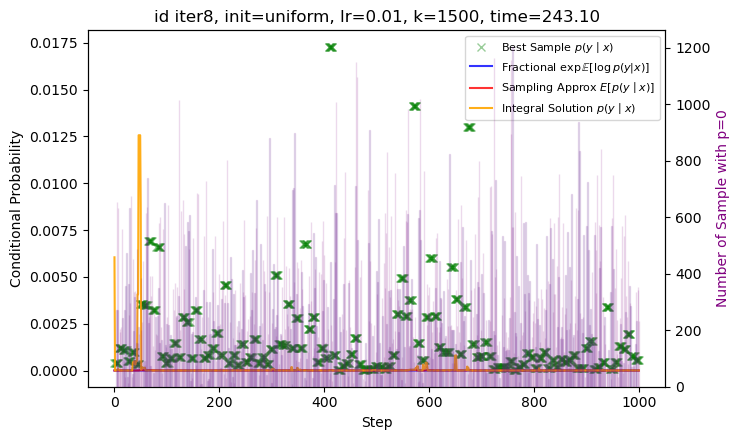 id iter8, init=uniform, lr=0.01, k=1500, time=243.10
Best Sample p(y | x)
Fractional exp𝔼[log p(y|x)]
Sampling Approx E[p(y | x)]
Integral Solution p(y | x)
0.0175
0.0150
0.0125
0.0100
0.0075
0.0050
0.0025
0.0000
Conditional Probability
1200
1000
800
600
400
200
0
Number of Sample with p=0
0 200 400 600 800 1000
Step